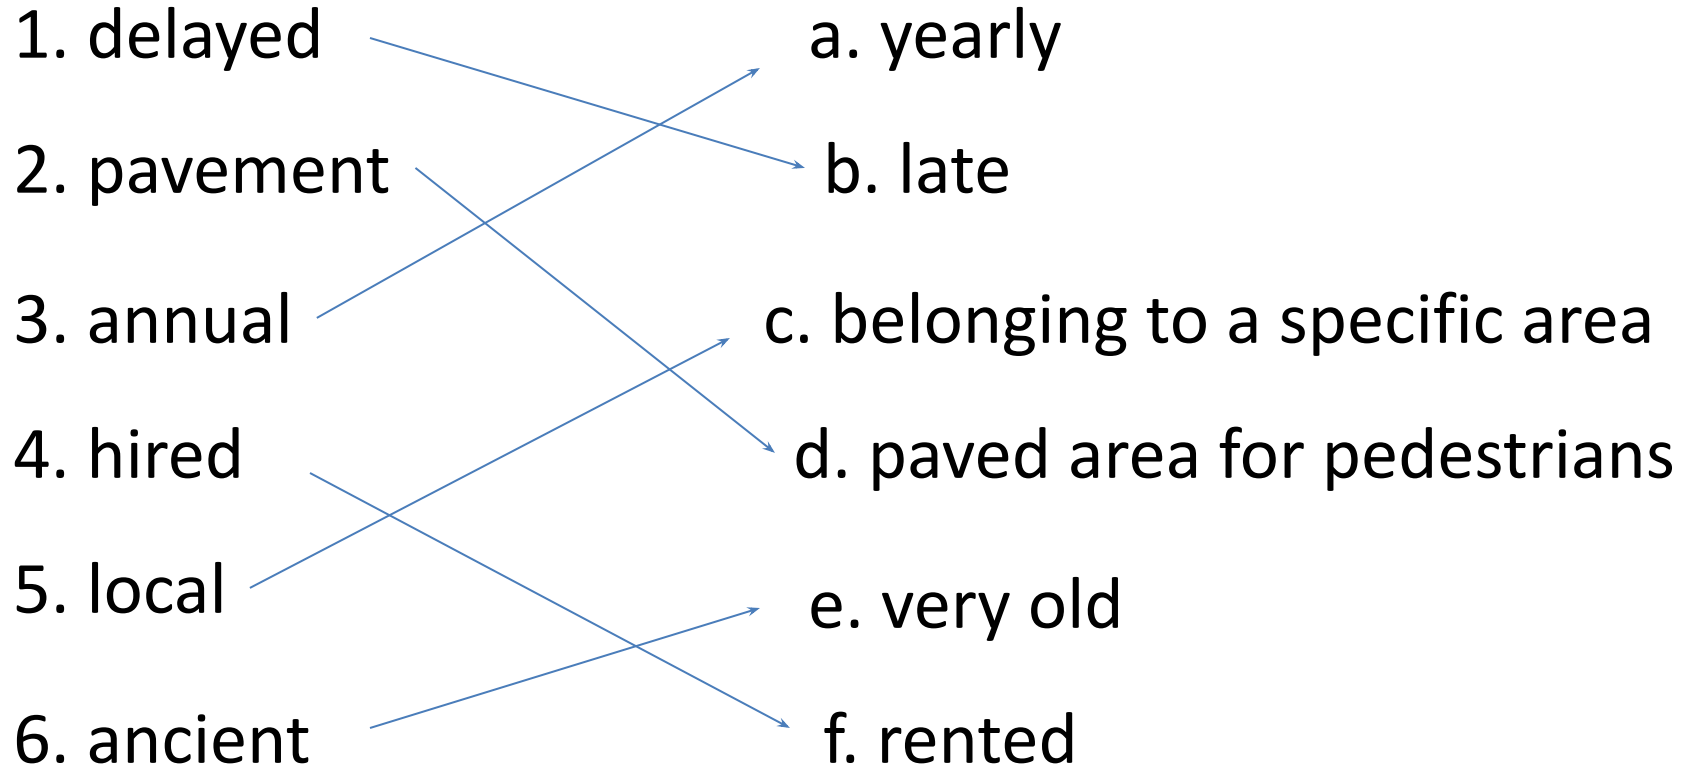 1. delayed
a. yearly
2. pavement
b. late
3. annual
c. belonging to a specific area
4. hired
d. paved area for pedestrians
5. local
e. very old
6. ancient
f. rented